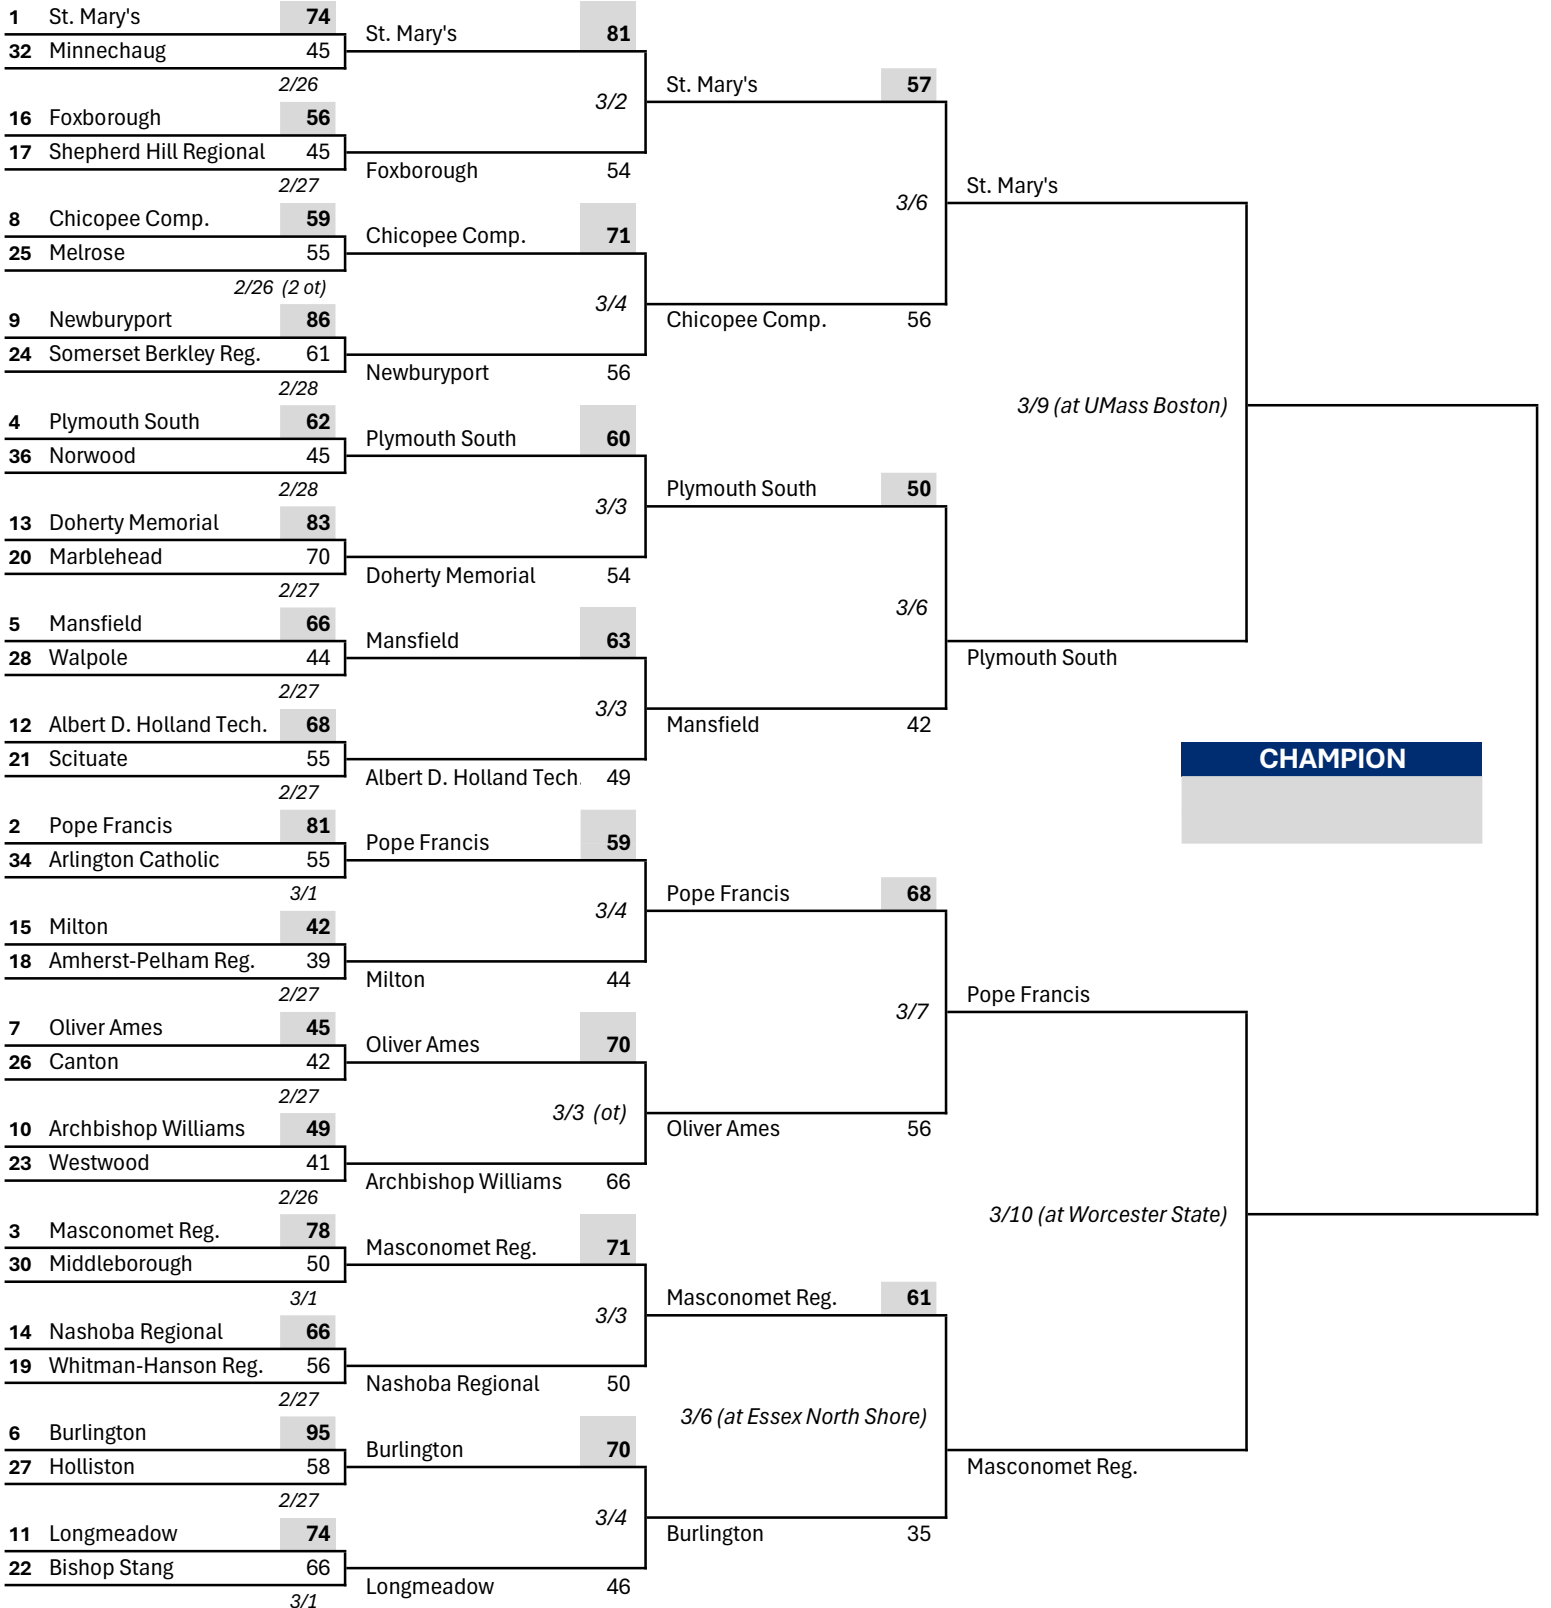 1 St. Mary's 74
32 Minnechaug 45
2/26
16 Foxborough 56
17 Shepherd Hill Regional 45
2/27
8 Chicopee Comp. 59
25 Melrose 55
2/26 (2 ot)
9 Newburyport 86
24 Somerset Berkley Reg. 61
2/28
4 Plymouth South 62
36 Norwood 45
2/28
13 Doherty Memorial 83
20 Marblehead 70
2/27
5 Mansfield 66
28 Walpole 44
2/27
12 Albert D. Holland Tech. 68
21 Scituate 55
2/27
2 Pope Francis 81
34 Arlington Catholic 55
3/1
15 Milton 42
18 Amherst-Pelham Reg. 39
2/27
7 Oliver Ames 45
26 Canton 42
2/27
10 Archbishop Williams 49
23 Westwood 41
2/26
3 Masconomet Reg. 78
30 Middleborough 50
3/1
14 Nashoba Regional 66
19 Whitman-Hanson Reg. 56
2/27
6 Burlington 95
27 Holliston 58
2/27
11 Longmeadow 74
22 Bishop Stang 66
3/1
St. Mary's 81
3/2
Foxborough 54
Chicopee Comp. 71
3/4
Newburyport 56
Plymouth South 60
3/3
Doherty Memorial 54
Mansfield 63
3/3
Albert D. Holland Tech. 49
Pope Francis 59
3/4
Milton 44
Oliver Ames 70
3/3 (ot)
Archbishop Williams 66
Masconomet Reg. 71
3/3
Nashoba Regional 50
Burlington 70
3/4
Longmeadow 46
St. Mary's 57
3/6
Chicopee Comp. 56
Plymouth South 50
3/6
Mansfield 42
Pope Francis 68
3/7
Oliver Ames 56
Masconomet Reg. 61
3/6 (at Essex North Shore)
Burlington 35
St. Mary's
3/9 (at UMass Boston)
Plymouth South
Pope Francis
3/10 (at Worcester State)
Masconomet Reg.
CHAMPION